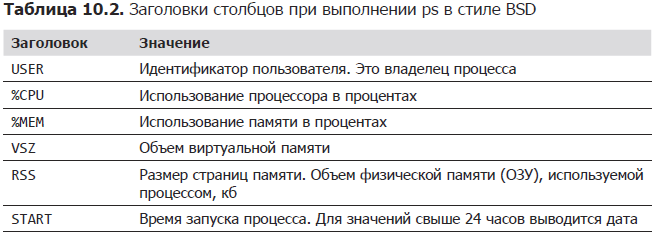 Таблица 10.2. Заголовки столбцов при выполнении ps в стиле BSD
Заголовок Значение
USER Идентификатор пользователя. Это владелец процесса
%CPU Использование процессора в процентах
%MEM Использование памяти в процентах
VSZ Объем виртуальной памяти
RSS Размер страниц памяти. Объем физической памяти (ОЗУ), используемой
процессом, кб
START Время запуска процесса. Для значений свыше 24 часов выводится дата